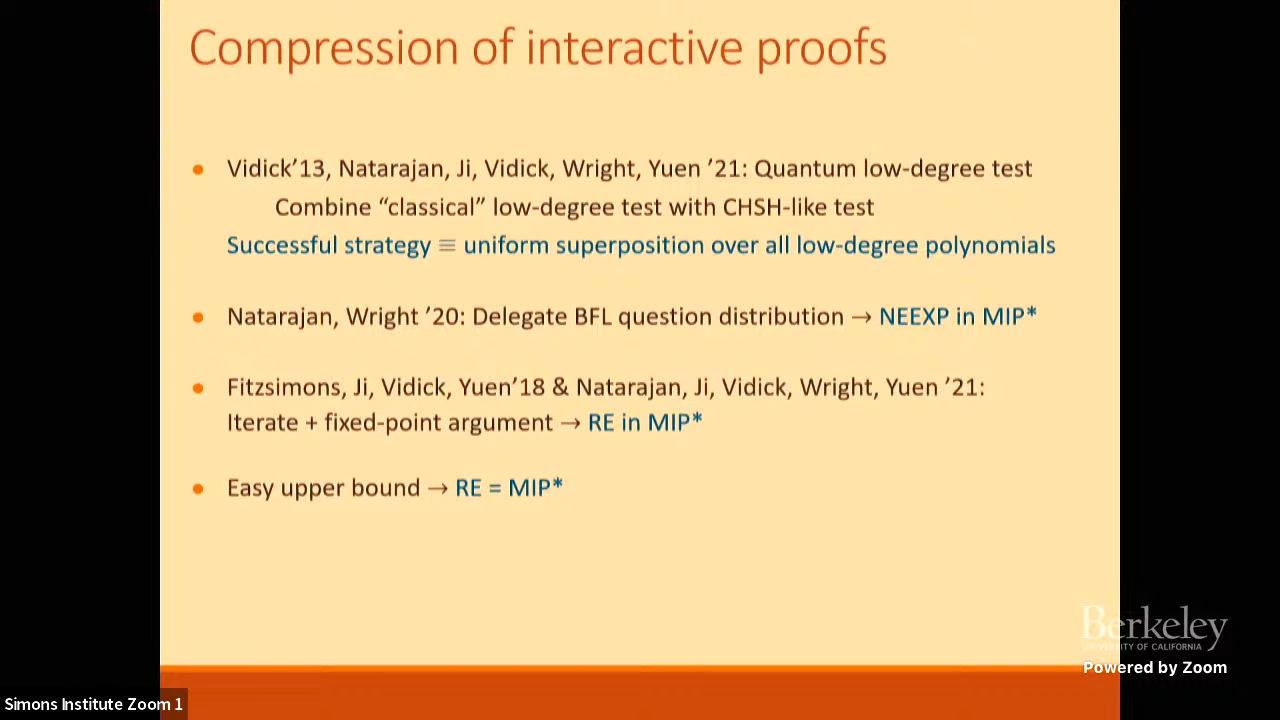 Compression of interactive proofs
• Vidick’13, Natarajan, Ji, Vidick, Wright, Yuen ’21: Quantum low-degree test
Combine “classical” low-degree test with CHSH-like test
Successful strategy ≡ uniform superposition over all low-degree polynomials
• Natarajan, Wright ’20: Delegate BFL question distribution → NEEXP in MIP*
• Fitzsimons, Ji, Vidick, Yuen’18 & Natarajan, Ji, Vidick, Wright, Yuen ’21:
Iterate + fixed-point argument → RE in MIP*
• Easy upper bound → RE = MIP*
Berkeley
UNIVERSITY OF CALIFORNIA
Powered by Zoom
Simons Institute Zoom 1